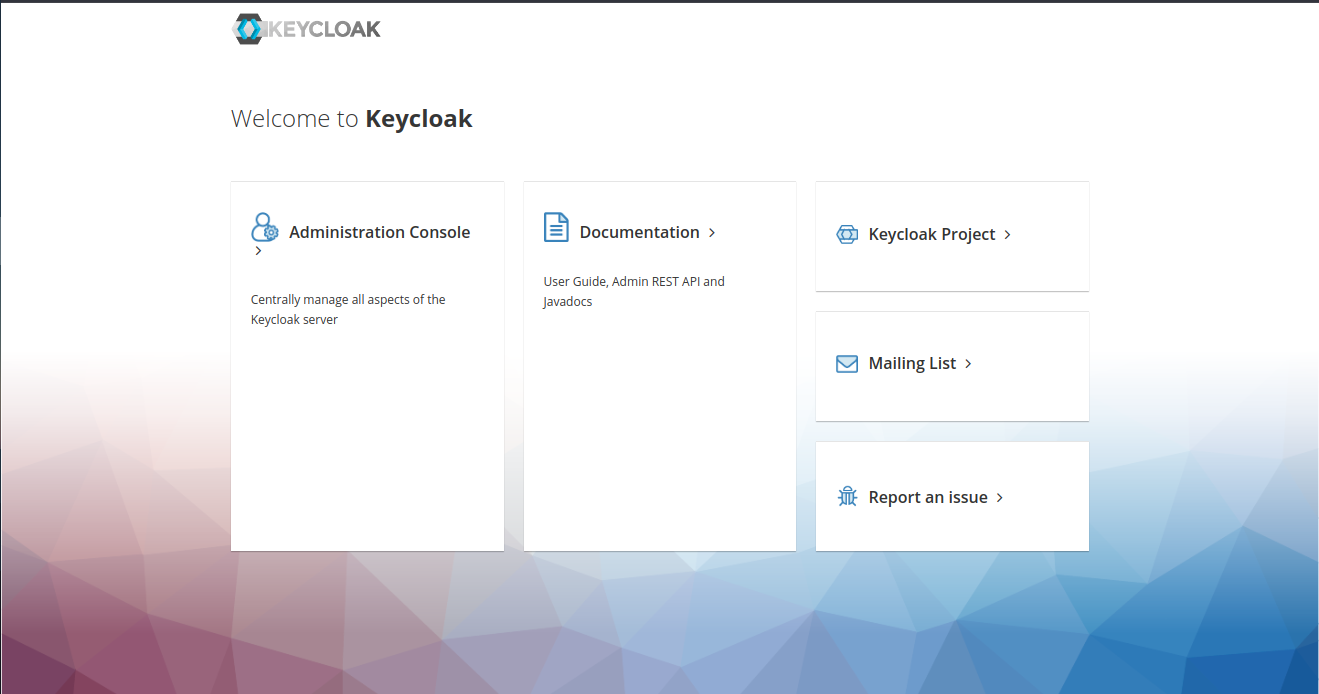 KEYCLOAK
Welcome to Keycloak
Administration Console
Centrally manage all aspects of the
Keycloak server
Documentation
User Guide, Admin REST API and
Javadocs
Keycloak Project
Mailing List
Report an issue